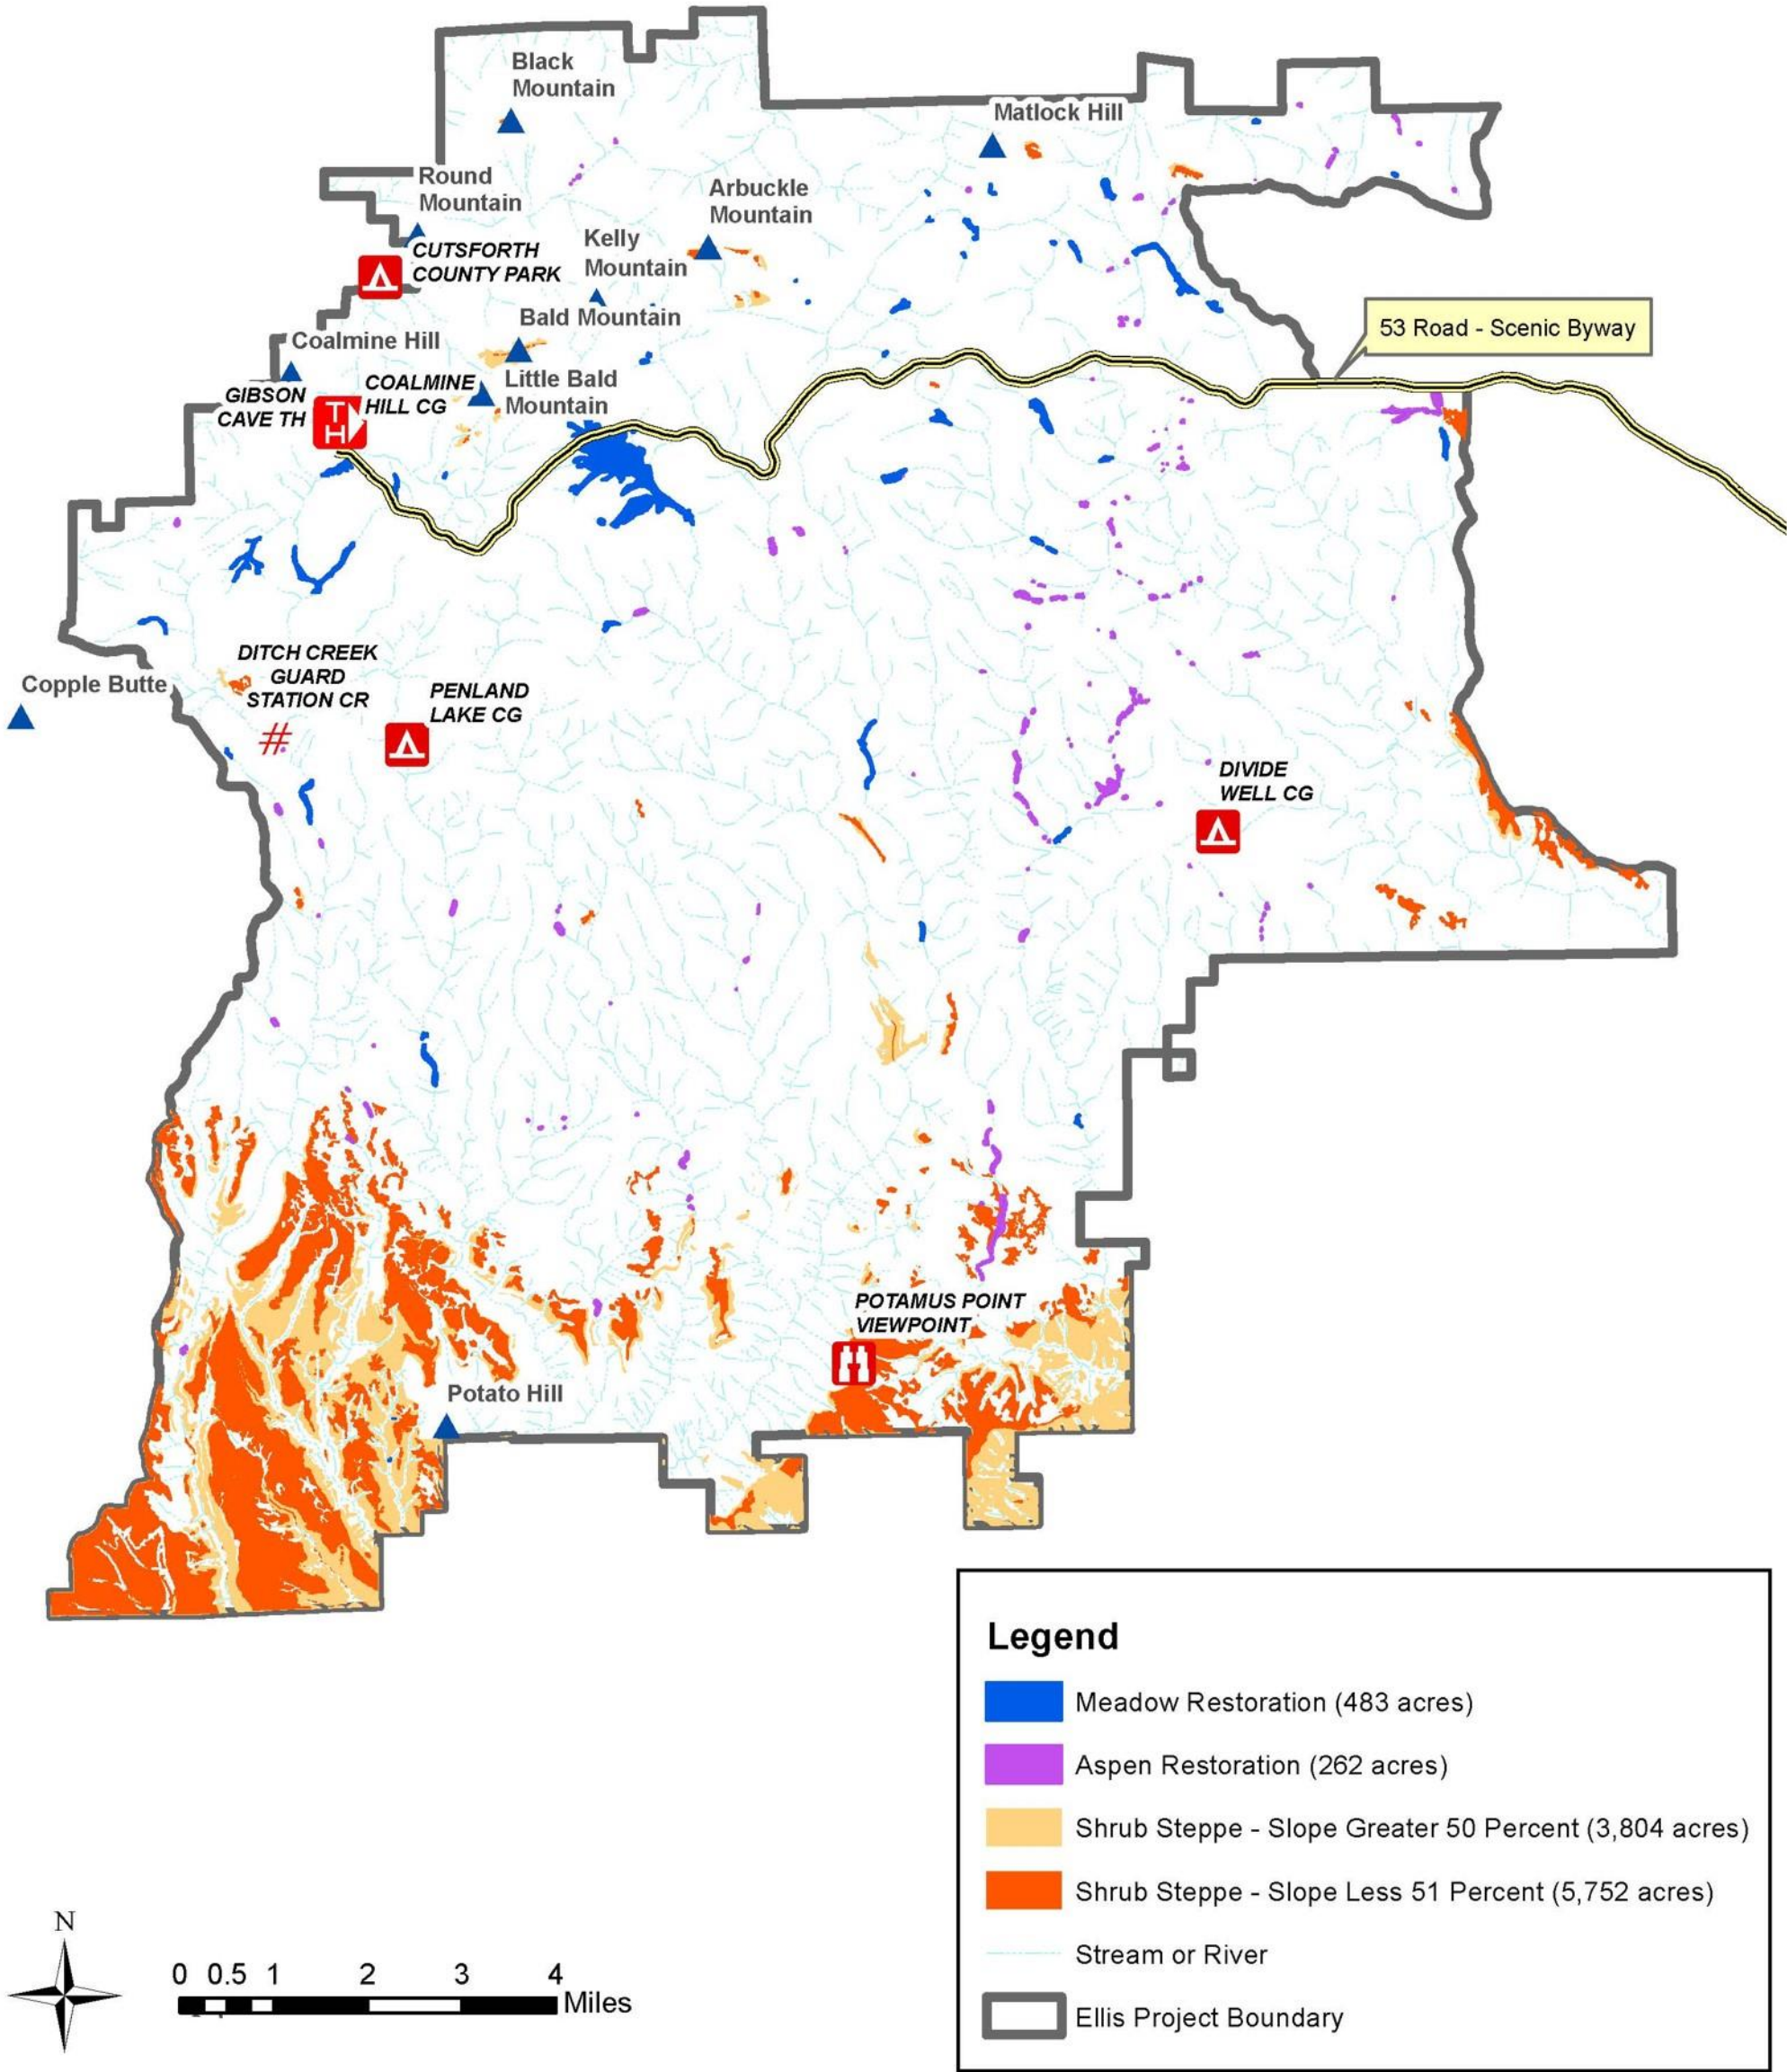 Black
Mountain
Matlock Hill
Round
Mountain
Arbuckle
Mountain
CUTSFORTH
COUNTY PARK
Kelly
Mountain
Bald Mountain
53 Road - Scenic Byway
Coalmine Hill
GIBSON
CAVE TH
T
H
COALMINE
HILL CG
Little Bald
Mountain
DITCH CREEK
GUARD
STATION CR
#
Copple Butte
PENLAND
LAKE CG
DIVIDE
WELL CG
POTAMUS POINT
VIEWPOINT
Potato Hill
Legend
Meadow Restoration (483 acres)
Aspen Restoration (262 acres)
Shrub Steppe - Slope Greater 50 Percent (3,804 acres)
Shrub Steppe - Slope Less 51 Percent (5,752 acres)
Stream or River
Ellis Project Boundary
N
0 0.5 1 2 3 4
Miles